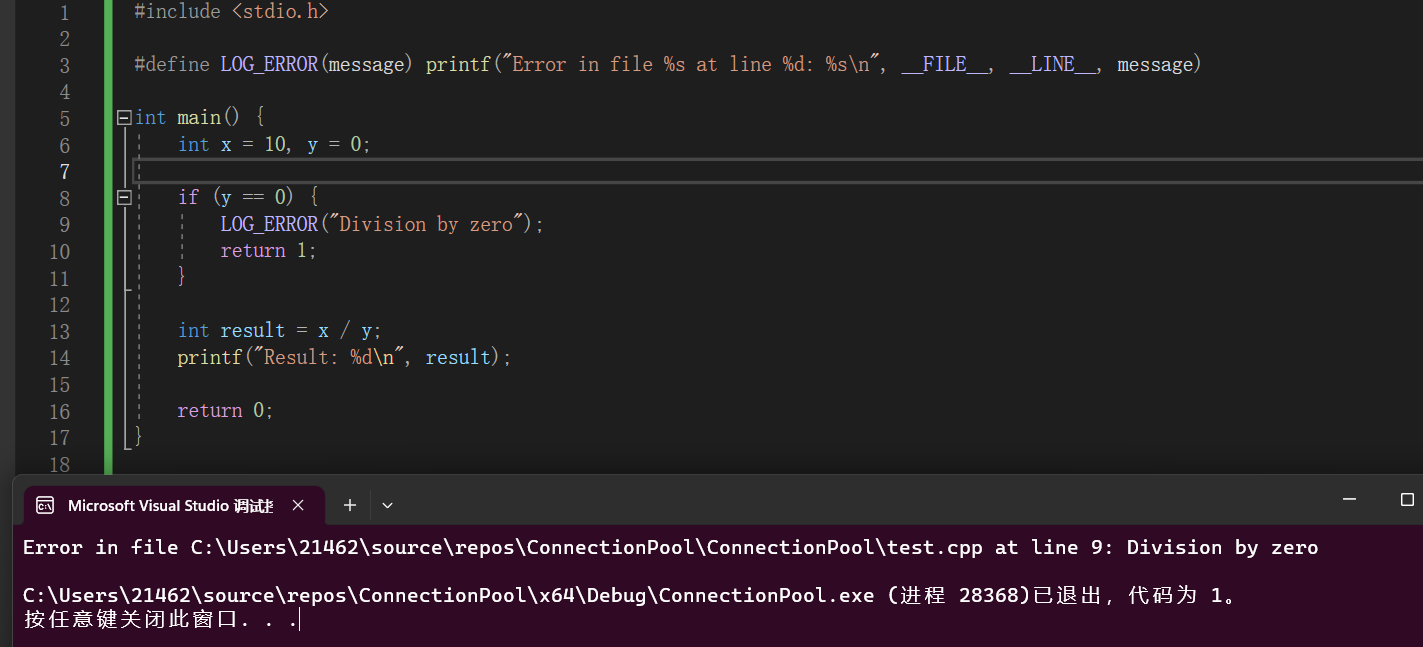 1 #include <stdio.h>
2
3 #define LOG_ERROR(message) printf("Error in file %s at line %d: %s\n", __FILE__, __LINE__, message)
4
5 int main() {
6 int x = 10, y = 0;
7
8 if (y == 0) {
9 LOG_ERROR("Division by zero");
10 return 1;
11 }
12
13 int result = x / y;
14 printf("Result: %d\n", result);
15
16 return 0;
17 }
18
Microsoft Visual Studio 调试
Error in file C:\Users\21462\source\repos\ConnectionPool\ConnectionPool\test.cpp at line 9: Division by zero
C:\Users\21462\source\repos\ConnectionPool\x64\Debug\ConnectionPool.exe (进程 28368)已退出，代码为 1。
按任意键关闭此窗口. . .